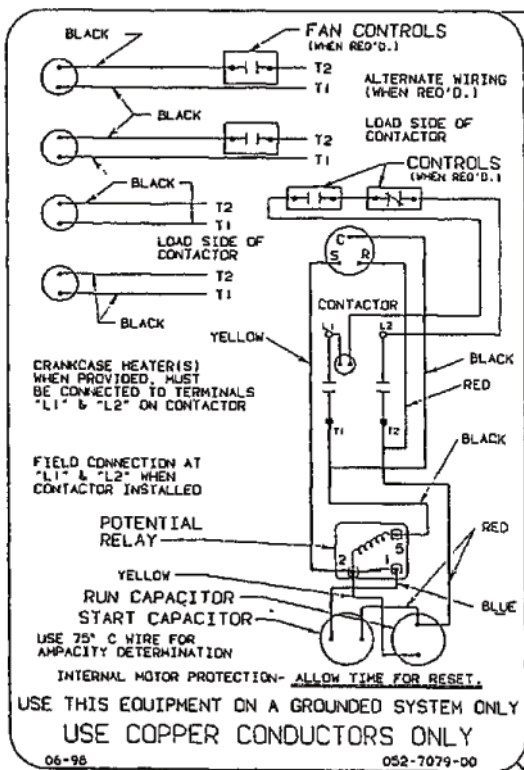 BLACK
FAN CONTROLS
(WHEN REQ'D.)
T2
T1
ALTERNATE WIRING
(WHEN REQ'D.)
BLACK
T2
T1
LOAD SIDE OF
CONTACTOR
BLACK
CONTROLS
(WHEN REQ'D.)
T2
T1
LOAD SIDE OF
CONTACTOR
C
S R
T2
T1
BLACK
CONTACTOR
L1 L2
YELLOW
BLACK
RED
CRANKCASE HEATER(S)
WHEN PROVIDED, MUST
BE CONNECTED TO TERMINALS
"L1" & "L2" ON CONTACTOR
T1 T2
BLACK
FIELD CONNECTION AT
"L1" & "L2" WHEN
CONTACTOR INSTALLED
POTENTIAL
RELAY
RED
5
2 1
YELLOW
BLUE
RUN CAPACITOR
START CAPACITOR
USE 75° C WIRE FOR
AMPACITY DETERMINATION
INTERNAL MOTOR PROTECTION- ALLOW TIME FOR RESET.
USE THIS EQUIPMENT ON A GROUNDED SYSTEM ONLY
USE COPPER CONDUCTORS ONLY
06-98 052-7079-00